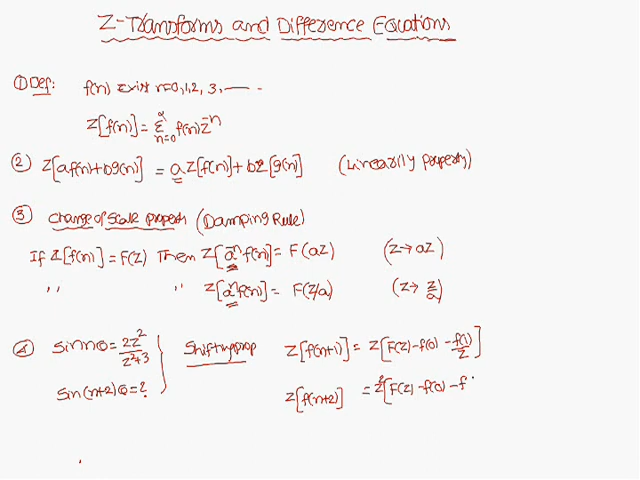 Z-Transforms and Difference Equations
① Def: f(n) exist n=0,1,2, 3, —— -
Z[f(n)] = Σ_{n=0}^{∞} f(n) z^{-n}
② Z[af(n)+bg(n)] = a Z[f(n)] + bz [g(n)] (Linearily property)
③ Change of Scale property (Damping Rule)
If Z[f(n)] = F(z) Then Z[a^{-n} f(n)] = F(az) (z→az)
,, ,, Z[a^n f(n)] = F(z/a) (z→ z/a)
④ Sin nθ = 2z^2/z^2+3 } Shifting prop Z[f(n+1)] = Z[F(z) - f(0) - f(1)/z]
Sin(n+2)θ = ? Z[f(n+2)] = z^2[F(z) - f(0) - f